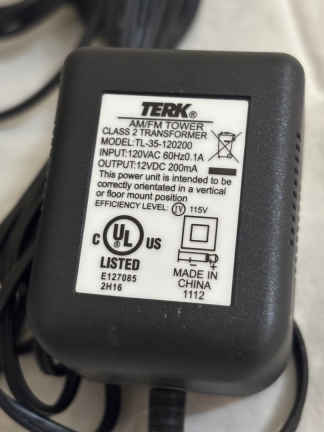 TERK®
AM/FM TOWER
CLASS 2 TRANSFORMER
MODEL:TL-35-120200
INPUT:120VAC 60Hz0.1A
OUTPUT:12VDC 200mA
This power unit is intended to be
correctly orientated in a vertical
or floor mount position
EFFICIENCY LEVEL: IV 115V
C UL US
LISTED
E127085
2H16
- +
MADE IN
CHINA
1112